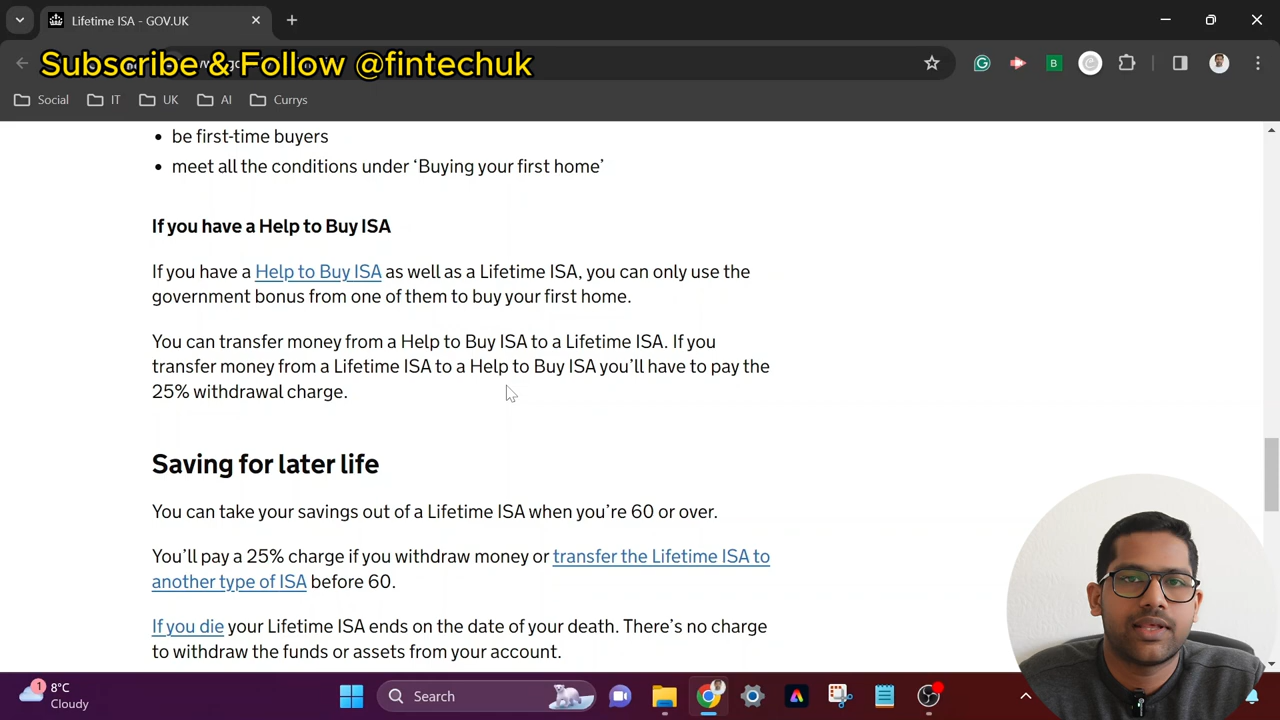 Lifetime ISA - GOV.UK
Subscribe & Follow @fintechuk
Social
IT
UK
AI
Currys
be first-time buyers
meet all the conditions under ‘Buying your first home’
If you have a Help to Buy ISA
If you have a Help to Buy ISA as well as a Lifetime ISA, you can only use the
government bonus from one of them to buy your first home.
You can transfer money from a Help to Buy ISA to a Lifetime ISA. If you
transfer money from a Lifetime ISA to a Help to Buy ISA you’ll have to pay the
25% withdrawal charge.
Saving for later life
You can take your savings out of a Lifetime ISA when you’re 60 or over.
You’ll pay a 25% charge if you withdraw money or transfer the Lifetime ISA to
another type of ISA before 60.
If you die your Lifetime ISA ends on the date of your death. There’s no charge
to withdraw the funds or assets from your account.
1
8°C
Cloudy
Search